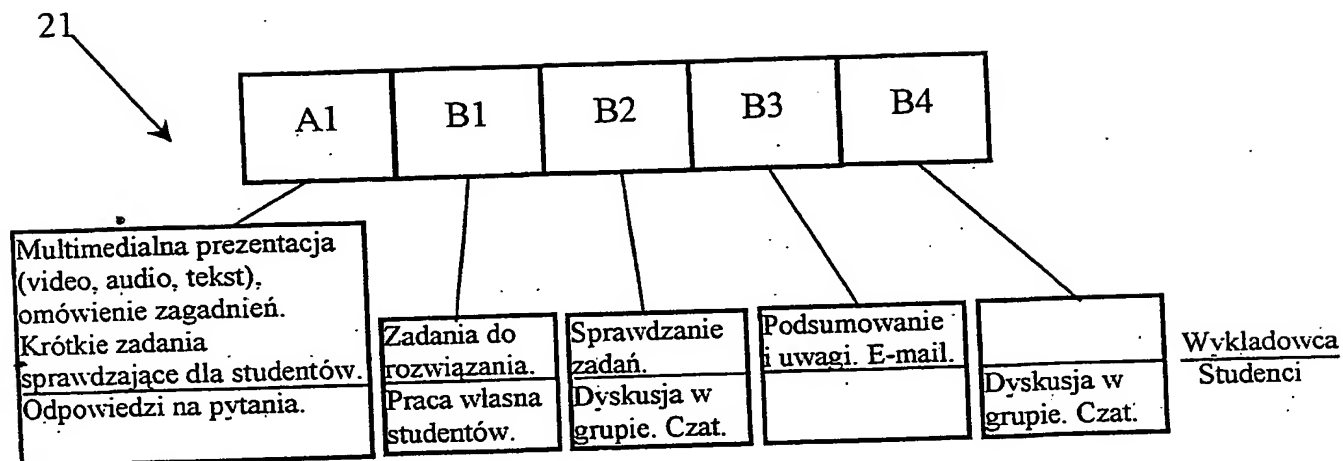 21
A1 B1 B2 B3 B4
Multimedialna prezentacja
(video, audio, tekst),
omówienie zagadnień.
Krótkie zadania
sprawdzające dla studentów.
Odpowiedzi na pytania.
Zadania do
rozwiązania.
Praca własna
studentów.
Sprawdzanie
zadań.
Dyskusja w
grupie. Czat.
Podsumowanie
i uwagi. E-mail.
Dyskusja w
grupie. Czat.
Wykładowca
Studenci